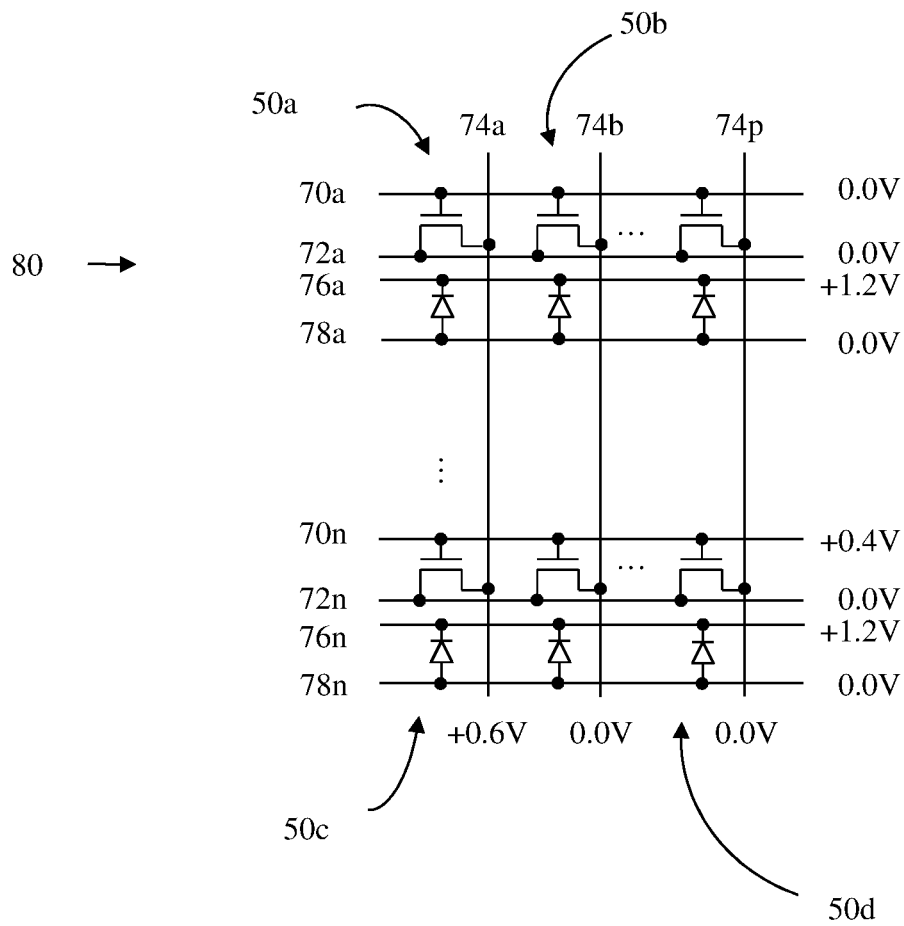 50b
50a
74a 74b 74p
70a 0.0V
...
72a 0.0V
80
76a +1.2V
78a 0.0V
...
70n +0.4V
...
72n 0.0V
76n +1.2V
78n 0.0V
+0.6V 0.0V 0.0V
50c
50d